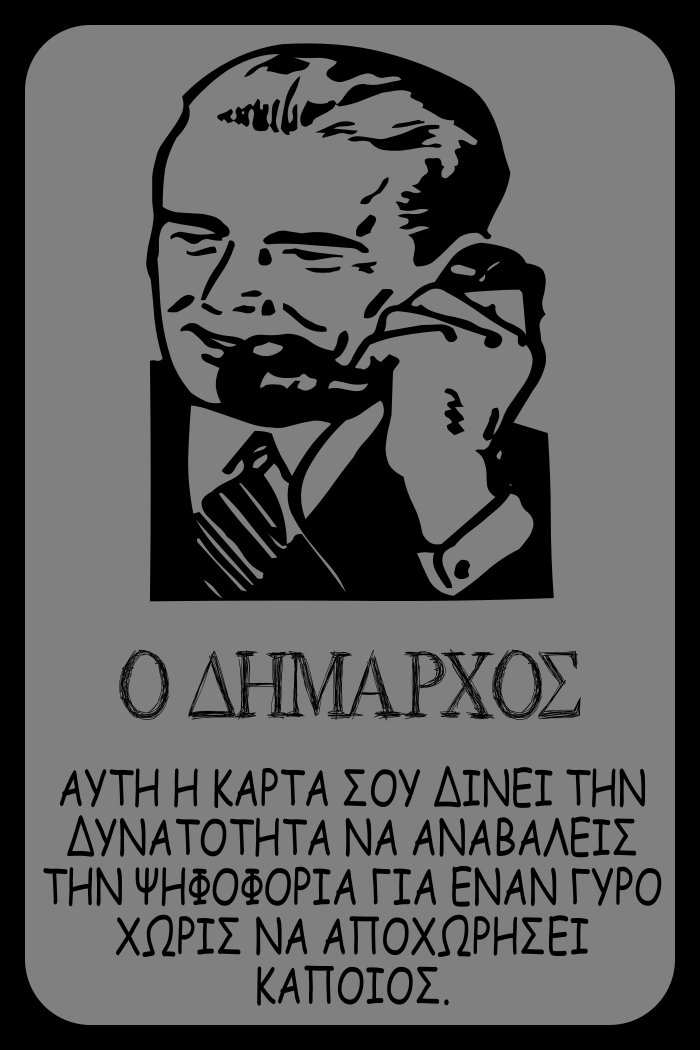 Ο ΔΗΜΑΡΧΟΣ
ΑΥΤΗ Η ΚΑΡΤΑ ΣΟΥ ΔΙΝΕΙ ΤΗΝ
ΔΥΝΑΤΟΤΗΤΑ ΝΑ ΑΝΑΒΑΛΕΙΣ
ΤΗΝ ΨΗΦΟΦΟΡΙΑ ΓΙΑ ΕΝΑΝ ΓΥΡΟ
ΧΩΡΙΣ ΝΑ ΑΠΟΧΩΡΗΣΕΙ
ΚΑΠΟΙΟΣ.